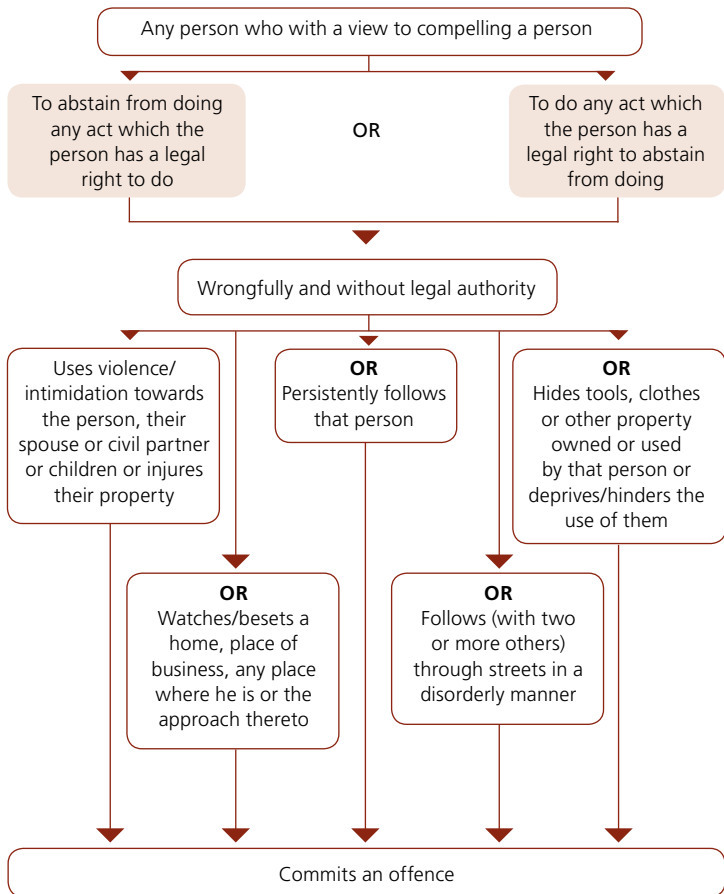 Any person who with a view to compelling a person
To abstain from doing
any act which the
person has a legal
right to do
OR
To do any act which
the person has a
legal right to abstain
from doing
Wrongfully and without legal authority
Uses violence/
intimidation towards
the person, their
spouse or civil partner
or children or injures
their property
OR
Watches/besets a
home, place of
business, any place
where he is or the
approach thereto
OR
Persistently follows
that person
OR
Follows (with two
or more others)
through streets in a
disorderly manner
OR
Hides tools, clothes
or other property
owned or used
by that person or
deprives/hinders the
use of them
Commits an offence